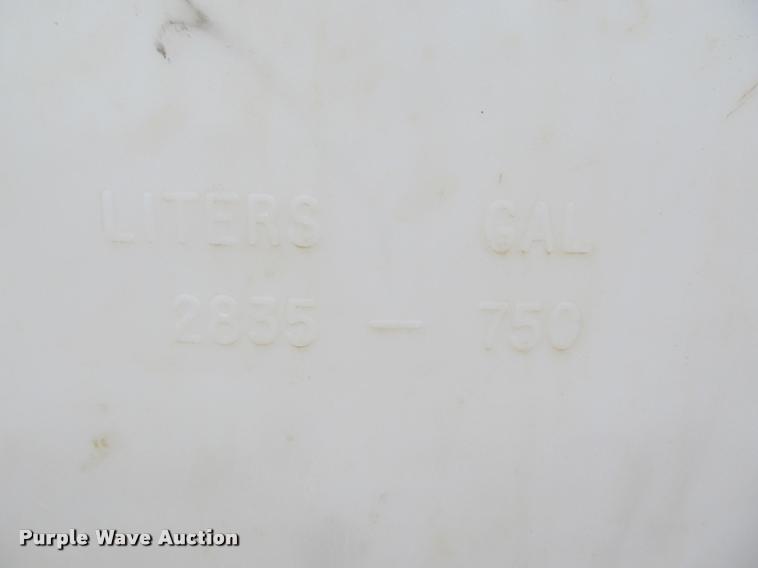 LITERS GAL
2835 — 750
Purple Wave Auction